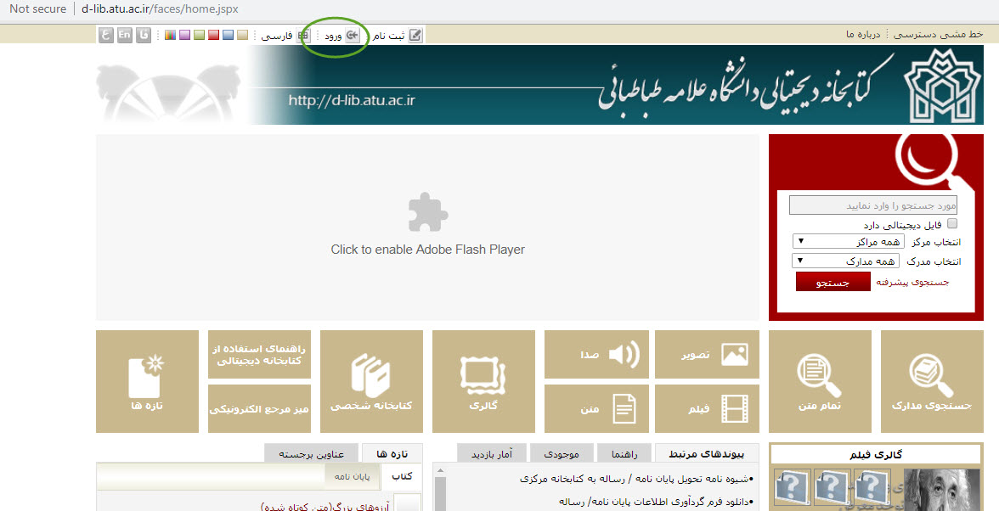 Not secure d-lib.atu.ac.ir/faces/home.jspx
خط مشی دسترسی
درباره ما
ثبت نام
ورود
فارسی
فا
En
ع
کتابخانه دیجیتالی دانشگاه علامه طباطبائی
http://d-lib.atu.ac.ir
مورد جستجو را وارد نمایید
فایل دیجیتالی دارد
انتخاب مرکز همه مراکز
انتخاب مدرک همه مدارک
جستجوی پیشرفته جستجو
Click to enable Adobe Flash Player
جستجوی مدارک
تمام متن
تصویر
صدا
فیلم
متن
گالری
کتابخانه شخصی
راهنمای استفاده از
کتابخانه دیجیتالی
میز مرجع الکترونیکی
تازه ها
گالری فیلم
پیوندهای مرتبط
راهنما
موجودی
آمار بازدید
•شیوه نامه تحویل پایان نامه / رساله به کتابخانه مرکزی
•دانلود فرم گردآوری اطلاعات پایان نامه/ رساله
تازه ها
عناوین برجسته
کتاب
پایان نامه
آرزوهای بزرگ(متن کوتاه شده)